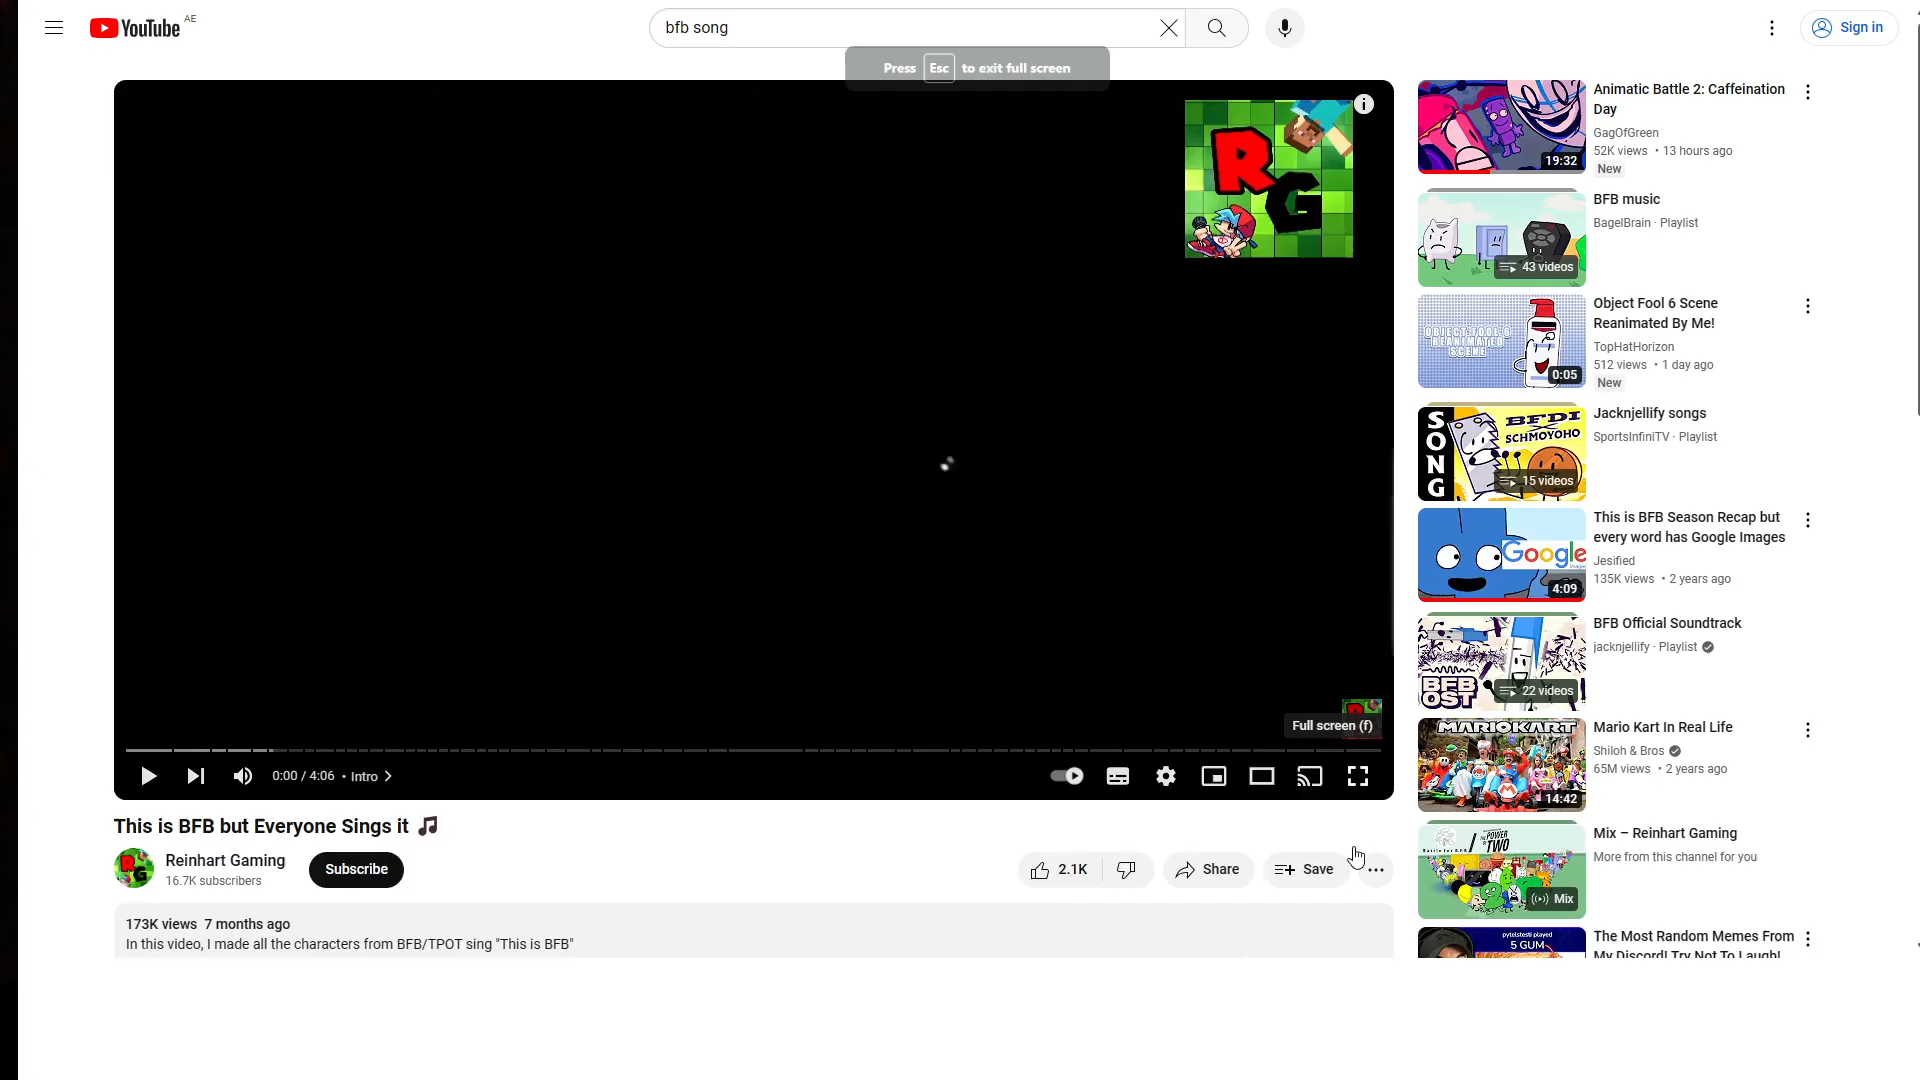 YouTube AE
bfb song
Sign in
Press Esc to exit full screen
RG
Full screen (f)
0:00 / 4:06 • Intro
This is BFB but Everyone Sings it 🎵
Reinhart Gaming
16.7K subscribers
Subscribe
2.1K
Share
Save
173K views 7 months ago
In this video, I made all the characters from BFB/TPOT sing "This is BFB"
19:32
Animatic Battle 2: Caffeination
Day
GagOfGreen
52K views • 13 hours ago
New
43 videos
BFB music
BagelBrain · Playlist
OBJECT FOOL 6
REANIMATED
SCENE
0:05
Object Fool 6 Scene
Reanimated By Me!
TopHatHorizon
512 views • 1 day ago
New
SONG
BFDI
X
SCHMOYOHO
15 videos
Jacknjellify songs
SportsInfiniTV · Playlist
Google
Images
4:09
This is BFB Season Recap but
every word has Google Images
Jesified
135K views • 2 years ago
BFB
OST
22 videos
BFB Official Soundtrack
jacknjellify · Playlist
MARIOKART
14:42
Mario Kart In Real Life
Shiloh & Bros
65M views • 2 years ago
Battle for B.F.B.
THE POWER
OF TWO
Mix
Mix – Reinhart Gaming
More from this channel for you
pytelstesti played
5 GUM
The Most Random Memes From
My Discord! Try Not To Laugh!